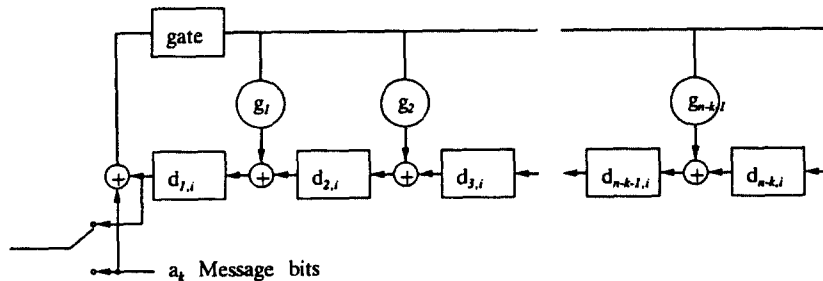 gate
g1 g2 gn-k-1
d1,i d2,i d3,i dn-k-1,i dn-k,i
ak Message bits